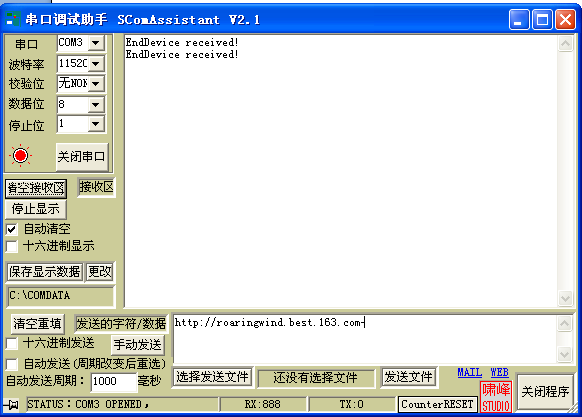 串口调试助手 SComAssistant V2.1
串口 COM3
波特率 1152C
校验位 无NON
数据位 8
停止位 1
关闭串口
EndDevice received!
EndDevice received!
清空接收区 接收区
停止显示
自动清空
十六进制显示
保存显示数据 更改
C:\COMDATA
清空重填 发送的字符/数据
http://roaringwind.best.163.com
十六进制发送 手动发送
自动发送(周期改变后重选)
自动发送周期: 1000 毫秒
选择发送文件 还没有选择文件 发送文件
MAIL WEB
啸峰
STUDIO
关闭程序
STATUS:COM3 OPENED, RX:888 TX:0 CounterRESET